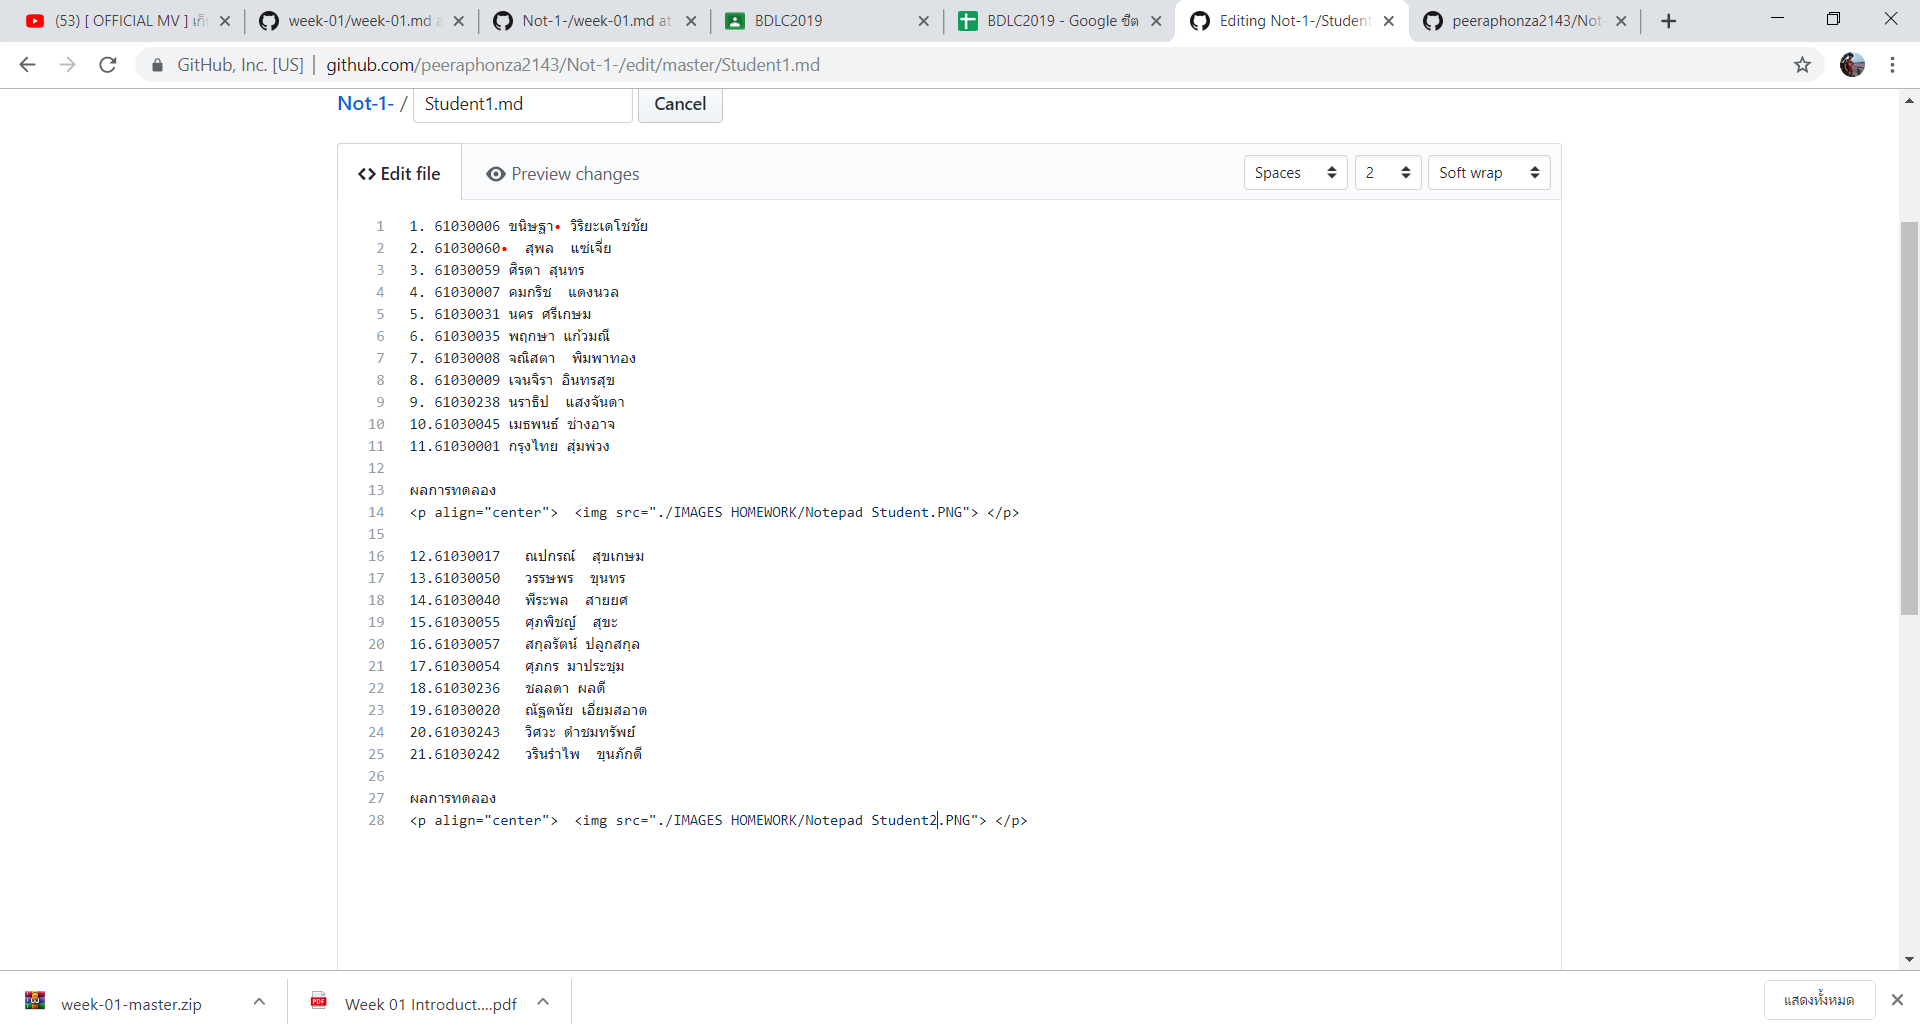 (53) [ OFFICIAL MV ]
week-01/week-01.md
Not-1-/week-01.md at
BDLC2019
BDLC2019 - Google ชีต
Editing Not-1-/Student
peeraphonza2143/Not
GitHub, Inc. [US] | github.com/peeraphonza2143/Not-1-/edit/master/Student1.md
Not-1- / Student1.md Cancel
<> Edit file Preview changes Spaces 2 Soft wrap
1 1. 61030006 ขนิษฐา• วิริยะเดโชชัย
2 2. 61030060• สุพล แซ่เจี่ย
3 3. 61030059 ศิรดา สุนทร
4 4. 61030007 คมกริช แดงนวล
5 5. 61030031 นคร ศรีเกษม
6 6. 61030035 พฤกษา แก้วมณี
7 7. 61030008 จณิสตา พิมพาทอง
8 8. 61030009 เจนจิรา อินทรสุข
9 9. 61030238 นราธิป แสงจันดา
10 10.61030045 เมธพนธ์ ช่างอาจ
11 11.61030001 กรุงไทย สุ่มพ่วง
12
13 ผลการทดลอง
14 <p align="center">  <img src="./IMAGES HOMEWORK/Notepad Student.PNG"> </p>
15
16 12.61030017 ณปกรณ์ สุขเกษม
17 13.61030050 วรรษพร ขุนทร
18 14.61030040 พีระพล สายยศ
19 15.61030055 ศุภพิชญ์ สุขะ
20 16.61030057 สกุลรัตน์ ปลูกสกุล
21 17.61030054 ศุภกร มาประชุม
22 18.61030236 ชลลดา ผลดี
23 19.61030020 ณัฐดนัย เอี่ยมสอาด
24 20.61030243 วิศวะ ดำชมทรัพย์
25 21.61030242 วรินรำไพ ขุนภักดี
26
27 ผลการทดลอง
28 <p align="center">  <img src="./IMAGES HOMEWORK/Notepad Student2.PNG"> </p>
week-01-master.zip
PDF Week 01 Introduct....pdf
แสดงทั้งหมด